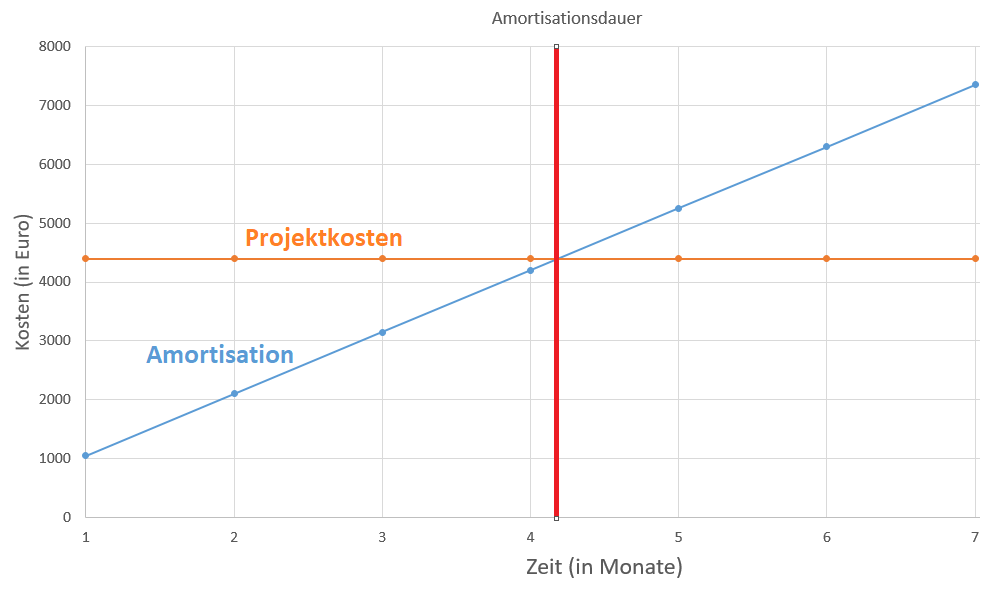 Amortisationsdauer
8000
7000
6000
5000
4000
3000
2000
1000
0
Kosten (in Euro)
Projektkosten
Amortisation
1 2 3 4 5 6 7
Zeit (in Monate)